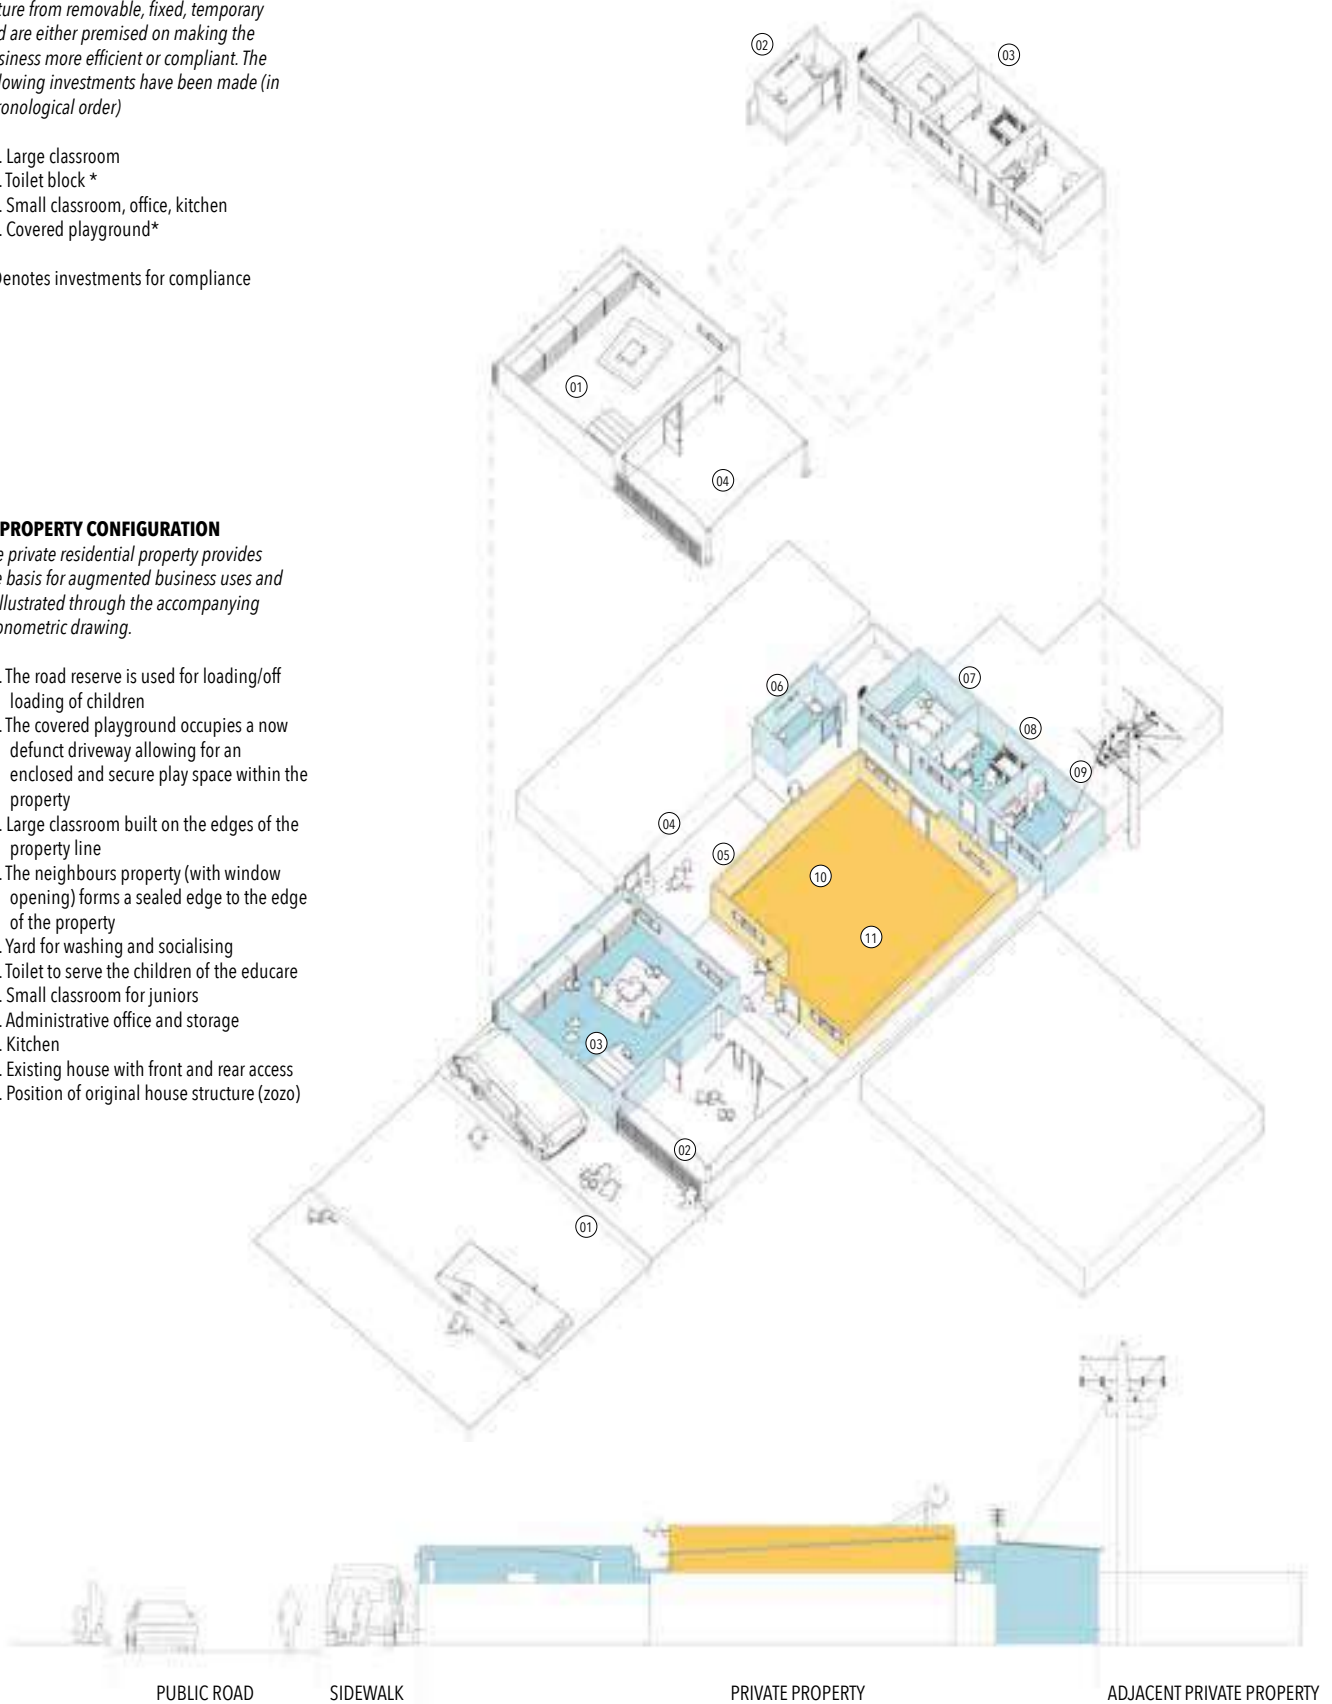 ture from removable, fixed, temporary
d are either premised on making the
siness more efficient or compliant. The
lowing investments have been made (in
ronological order)
. Large classroom
. Toilet block *
. Small classroom, office, kitchen
. Covered playground*
Denotes investments for compliance
PROPERTY CONFIGURATION
e private residential property provides
e basis for augmented business uses and
llustrated through the accompanying
onometric drawing.
. The road reserve is used for loading/off
loading of children
. The covered playground occupies a now
defunct driveway allowing for an
enclosed and secure play space within the
property
. Large classroom built on the edges of the
property line
. The neighbours property (with window
opening) forms a sealed edge to the edge
of the property
. Yard for washing and socialising
. Toilet to serve the children of the educare
. Small classroom for juniors
. Administrative office and storage
. Kitchen
. Existing house with front and rear access
. Position of original house structure (zozo)
02
03
01
04
06
07
08
09
04
05
10
11
03
02
01
PUBLIC ROAD
SIDEWALK
PRIVATE PROPERTY
ADJACENT PRIVATE PROPERTY